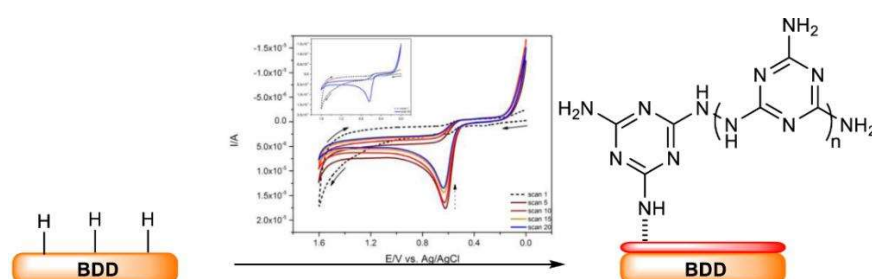 H H H
BDD
-1.5x10⁻⁵
-1.0x10⁻⁵
-5.0x10⁻⁶
0.0
5.0x10⁻⁶
1.0x10⁻⁵
1.5x10⁻⁵
2.0x10⁻⁵
I/A
1.6 1.2 0.8 0.4 0.0
E/V vs. Ag/AgCl
scan 1
scan 5
scan 10
scan 15
scan 20
NH₂
N N
H₂N N H N NH₂
N N N H n
NH
BDD